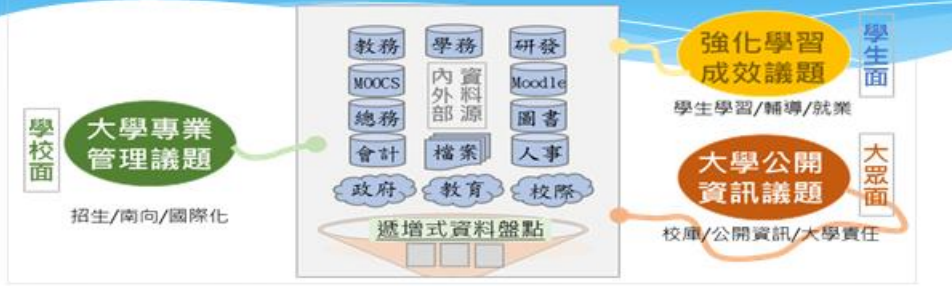 學校面
大學專業
管理議題
招生/南向/國際化
教務 學務 研發
MOOCS Moodle
內外部
資料源
總務 圖書
會計 檔案 人事
政府 教育 校際
遞增式資料盤點
強化學習
成效議題
學生面
學生學習/輔導/就業
大學公開
資訊議題
大眾面
校庫/公開資訊/大學責任